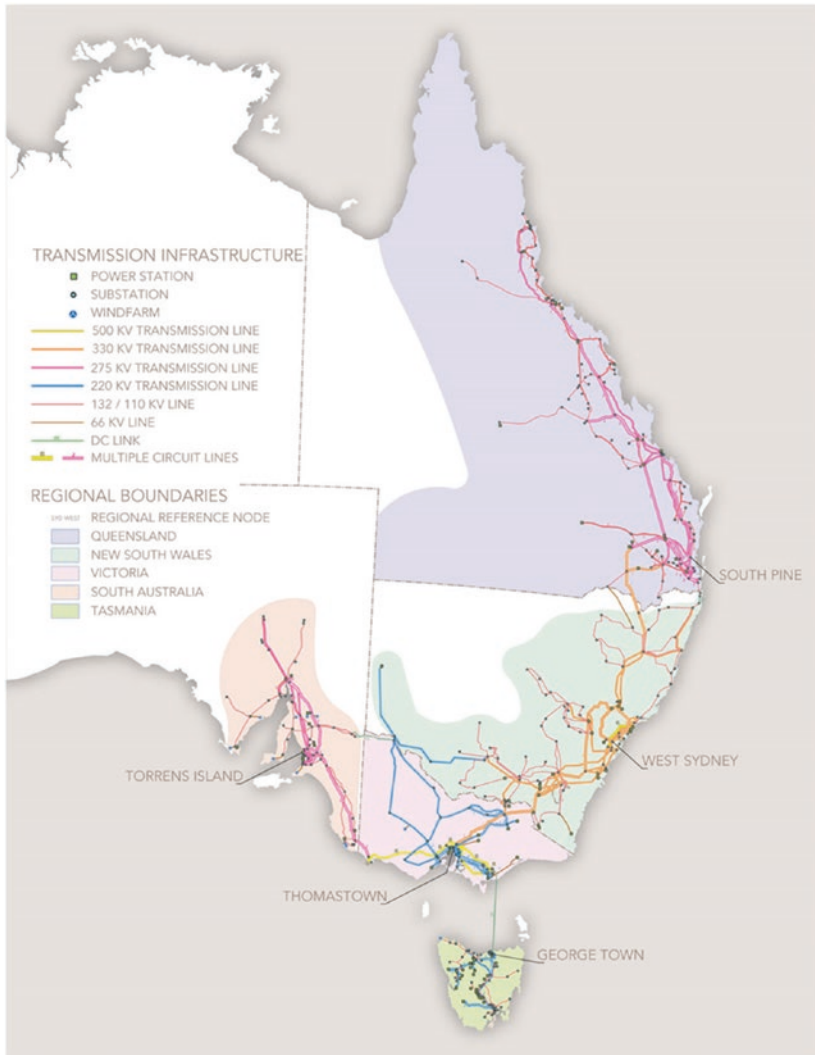 TRANSMISSION INFRASTRUCTURE
POWER STATION
SUBSTATION
WINDFARM
500 KV TRANSMISSION LINE
330 KV TRANSMISSION LINE
275 KV TRANSMISSION LINE
220 KV TRANSMISSION LINE
132 / 110 KV LINE
66 KV LINE
DC LINK
MULTIPLE CIRCUIT LINES
REGIONAL BOUNDARIES
REGIONAL REFERENCE NODE
QUEENSLAND
NEW SOUTH WALES
VICTORIA
SOUTH AUSTRALIA
TASMANIA
SOUTH PINE
WEST SYDNEY
TORRENS ISLAND
THOMASTOWN
GEORGE TOWN